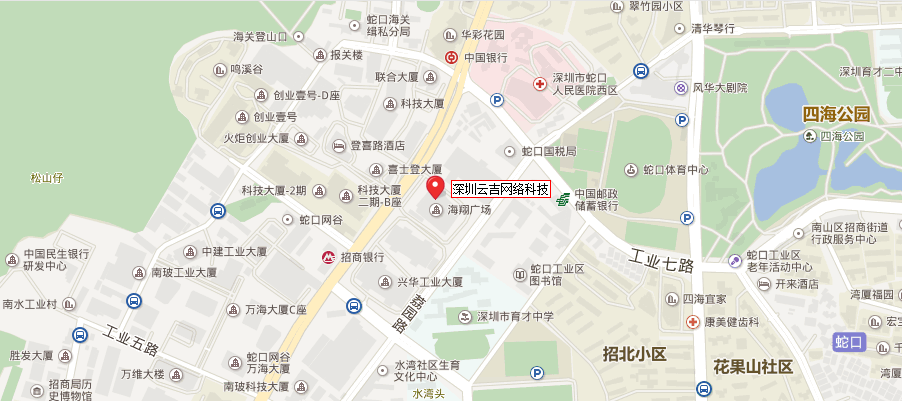 翠竹园小区
蛇口海关
缉私分局
海关登山口
华彩花园
清华琴行
报关楼
中国银行
鸣溪谷
联合大厦
深圳市蛇口
人民医院西区
深圳育才二中
风华大剧院
创业壹号-D座
科技大厦
创业壹号
四海公园
四海公园
火炬创业大厦
登喜路酒店
蛇口国税局
喜士登大厦
蛇口体育中心
松山仔
科技大厦-2期
科技大厦
二期-B座
深圳云吉网络科技
中国邮政
储蓄银行
海翔广场
蛇口网谷
南山区招商街道
行政服务中心
中国民生银行
研发中心
中建工业大厦
招商银行
工业七路
蛇口工业区
老年活动中心
南玻工业大厦
兴华工业大厦
蛇口工业区
图书馆
开来酒店
湾厦福园
南水工业村
万海大厦C座
荔园路
四海宜家
深圳市育才中学
康美健齿科
宏宝
工业五路
蛇口
胜发大厦
蛇口网谷
万海大厦
招北小区
千
万维大楼
水湾社区生育
文化中心
花果山社区
湾厦
招商局历
史博物馆
南玻科技大厦
水湾头